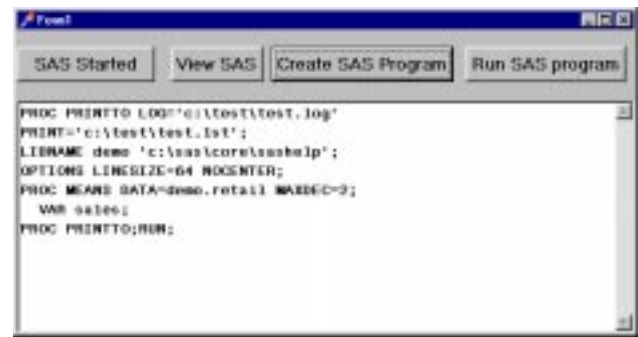 Form1
SAS Started View SAS Create SAS Program Run SAS program
PROC PRINTTO LOG='c:\test\test.log'
PRINT='c:\test\test.lst';
LIBNAME demo 'c:\sas\core\sashelp';
OPTIONS LINESIZE=64 NOCENTER;
PROC MEANS DATA=demo.retail MAXDEC=2;
VAR sales;
PROC PRINTTO;RUN;